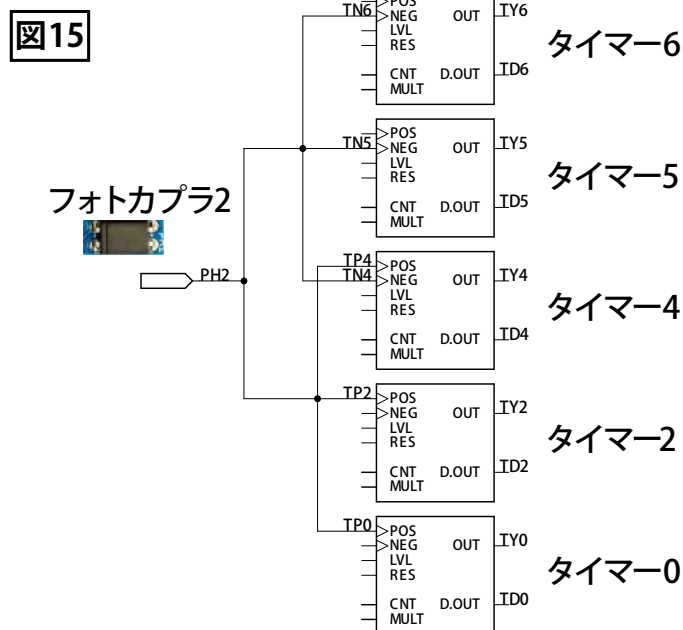 図15
POS
TN6 NEG OUT TY6
LVL
RES
CNT D.OUT TD6
MULT
タイマー6
POS
TN5 NEG OUT TY5
LVL
RES
CNT D.OUT TD5
MULT
タイマー5
フォトカプラ2
PH2
TP4 POS
TN4 NEG OUT TY4
LVL
RES
CNT D.OUT TD4
MULT
タイマー4
TP2 POS
NEG OUT TY2
LVL
RES
CNT D.OUT TD2
MULT
タイマー2
TP0 POS
NEG OUT TY0
LVL
RES
CNT D.OUT TD0
MULT
タイマー0